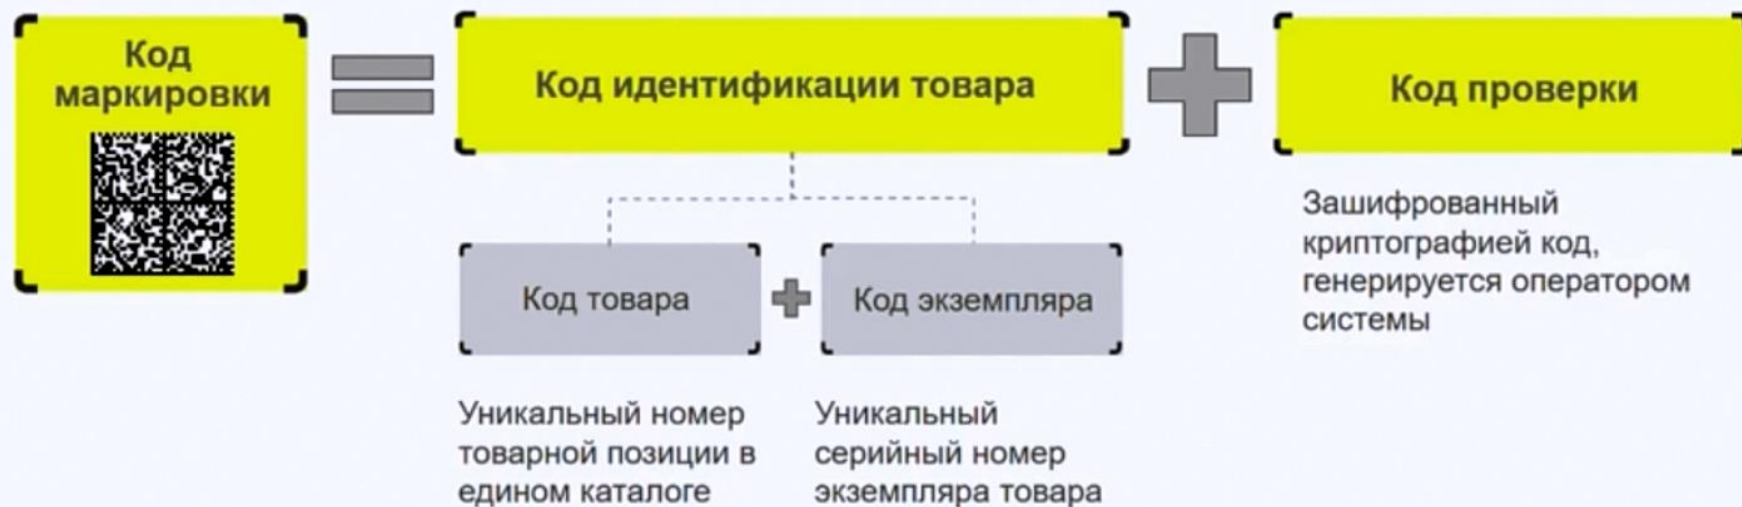 Код
маркировки
Код идентификации товара
Код проверки
Зашифрованный
криптографией код,
генерируется оператором
системы
Код товара
Код экземпляра
Уникальный номер
товарной позиции в
едином каталоге
Уникальный
серийный номер
экземпляра товара